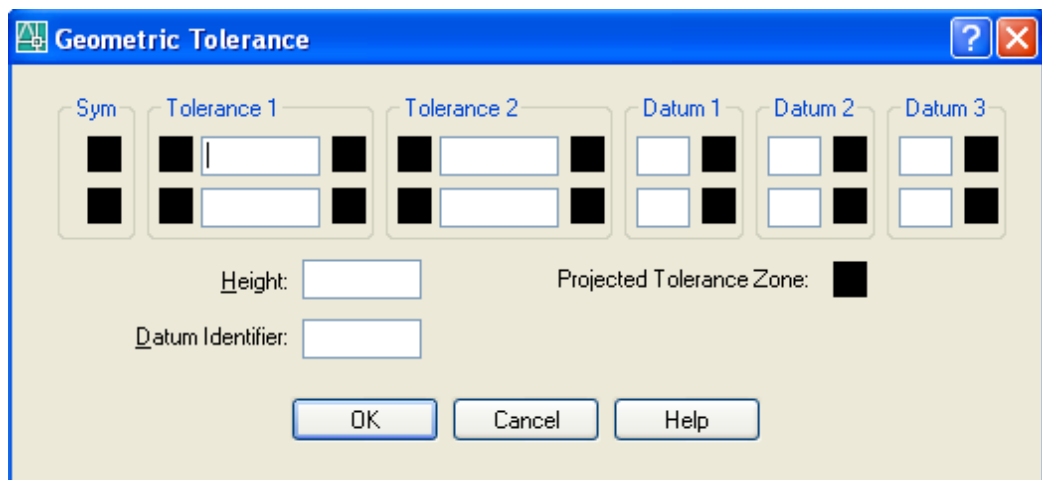 Geometric Tolerance
Sym Tolerance 1 Tolerance 2 Datum 1 Datum 2 Datum 3
Height: Projected Tolerance Zone:
Datum Identifier:
OK Cancel Help